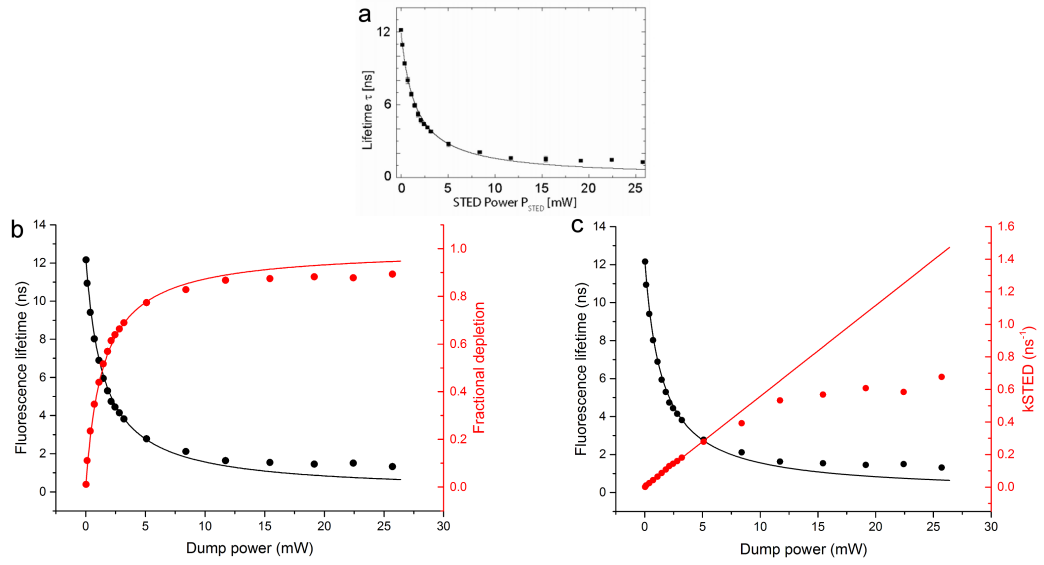 a
12
6
0
Lifetime τ [ns]
0 5 10 15 20 25
STED Power P_STED [mW]
b
14
12
10
8
6
4
2
0
Fluorescence lifetime (ns)
1.0
0.8
0.6
0.4
0.2
0.0
Fractional depletion
0 5 10 15 20 25 30
Dump power (mW)
c
14
12
10
8
6
4
2
0
Fluorescence lifetime (ns)
1.6
1.4
1.2
1.0
0.8
0.6
0.4
0.2
0.0
kSTED (ns⁻¹)
0 5 10 15 20 25 30
Dump power (mW)